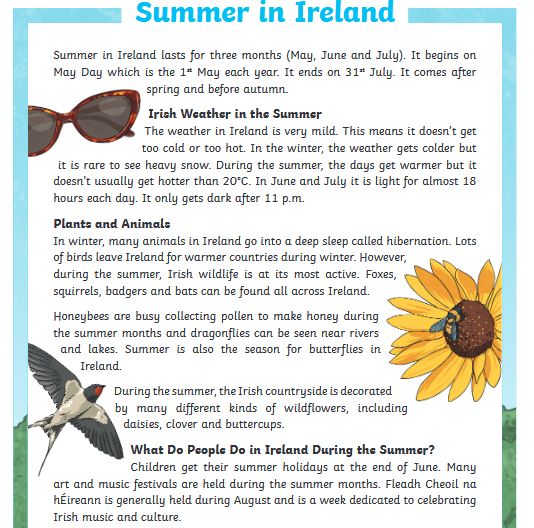 Summer in Ireland
Summer in Ireland lasts for three months (May, June and July). It begins on
May Day which is the 1st May each year. It ends on 31st July. It comes after
spring and before autumn.
Irish Weather in the Summer
The weather in Ireland is very mild. This means it doesn't get
too cold or too hot. In the winter, the weather gets colder but
it is rare to see heavy snow. During the summer, the days get warmer but it
doesn't usually get hotter than 20°C. In June and July it is light for almost 18
hours each day. It only gets dark after 11 p.m.
Plants and Animals
In winter, many animals in Ireland go into a deep sleep called hibernation. Lots
of birds leave Ireland for warmer countries during winter. However,
during the summer, Irish wildlife is at its most active. Foxes,
squirrels, badgers and bats can be found all across Ireland.
Honeybees are busy collecting pollen to make honey during
the summer months and dragonflies can be seen near rivers
and lakes. Summer is also the season for butterflies in
Ireland.
During the summer, the Irish countryside is decorated
by many different kinds of wildflowers, including
daisies, clover and buttercups.
What Do People Do in Ireland During the Summer?
Children get their summer holidays at the end of June. Many
art and music festivals are held during the summer months. Fleadh Cheoil na
hÉireann is generally held during August and is a week dedicated to celebrating
Irish music and culture.